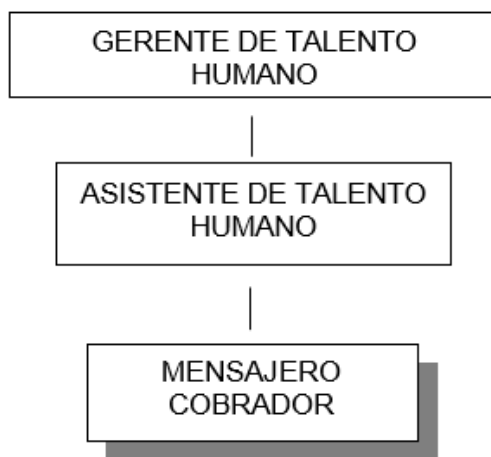 GERENTE DE TALENTO
HUMANO
ASISTENTE DE TALENTO
HUMANO
MENSAJERO
COBRADOR